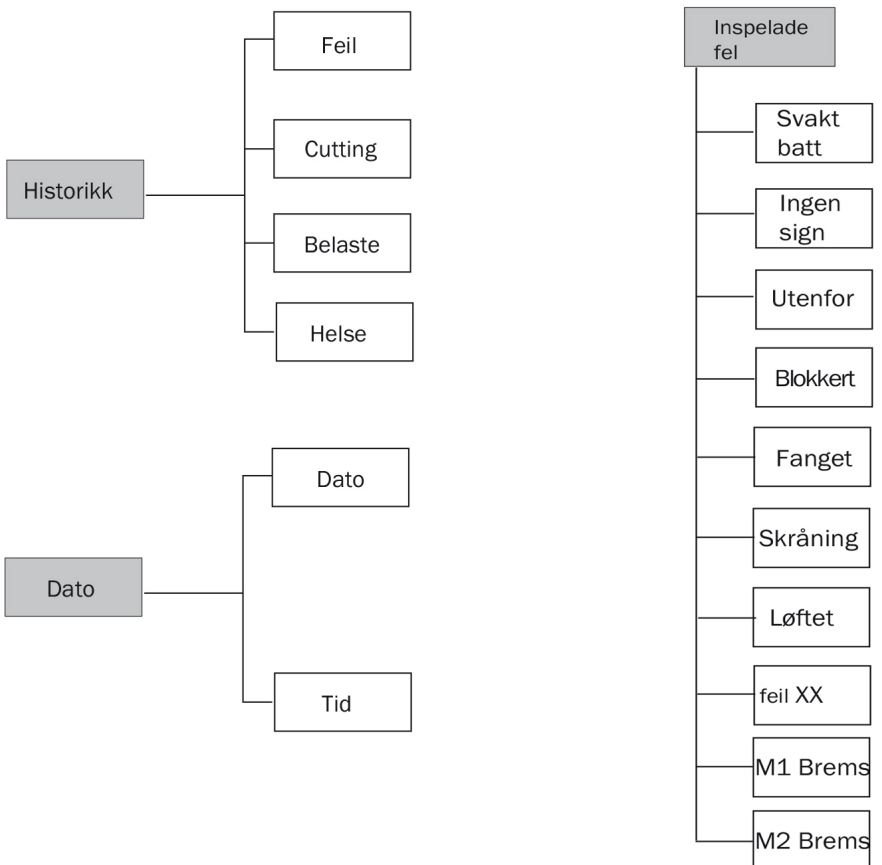 Historikk
Feil
Cutting
Belaste
Helse
Dato
Dato
Tid
Inspelade
fel
Svakt
batt
Ingen
sign
Utenfor
Blokkert
Fanget
Skråning
Løftet
feil XX
M1 Brems
M2 Brems